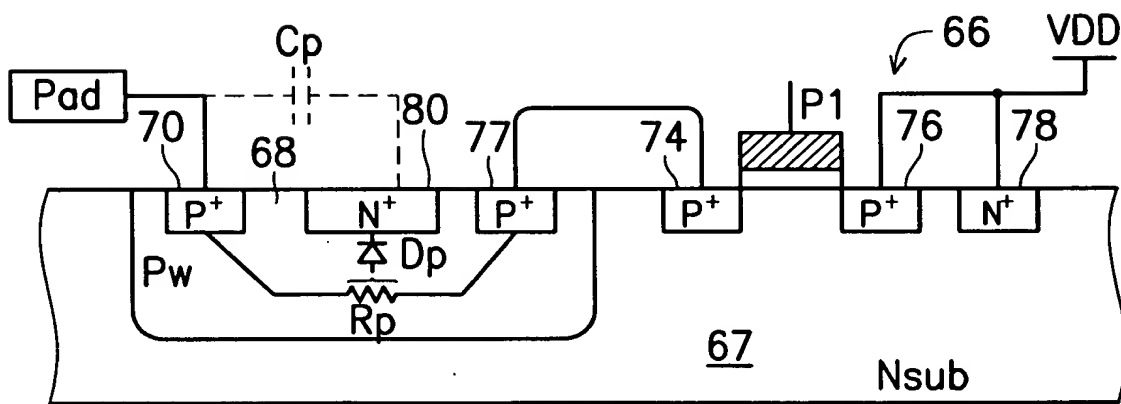 Cp
66
VDD
Pad
70
68
80
77
74
P1
76
78
P⁺
N⁺
P⁺
P⁺
P⁺
N⁺
Pw
Dp
Rp
67
Nsub